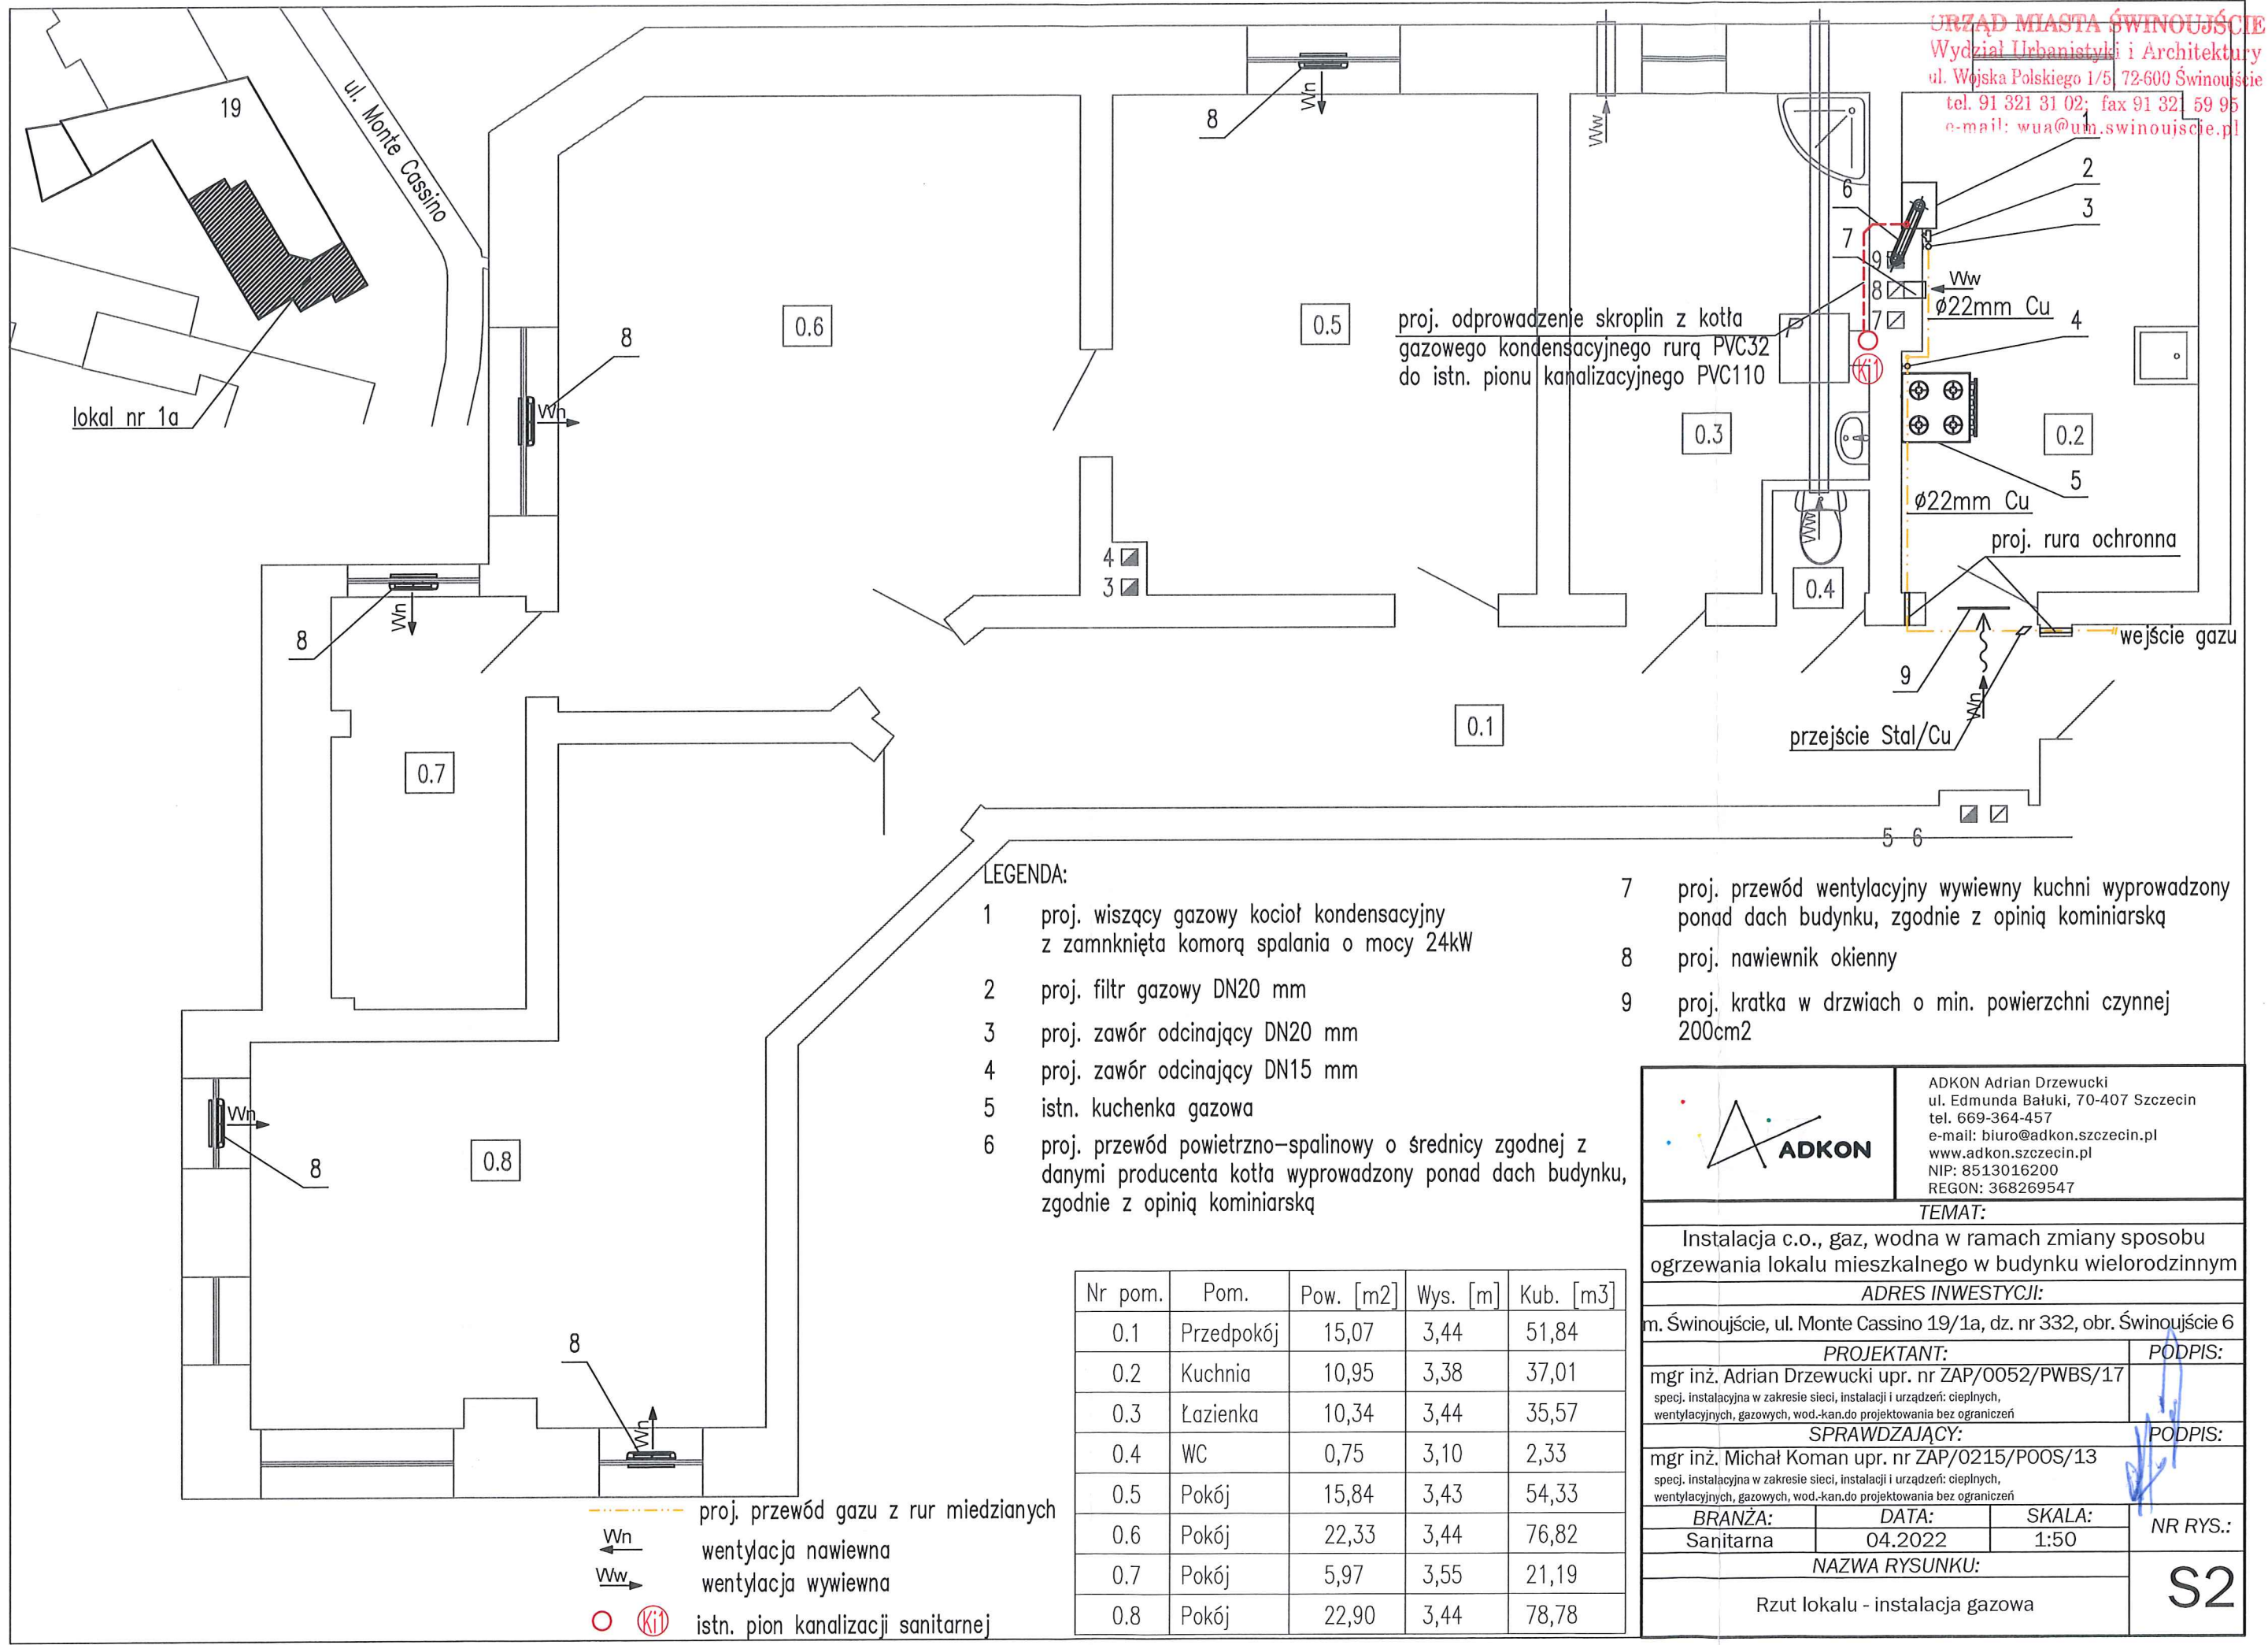 URZĄD MIASTA ŚWINOUJŚCIE
Wydział Urbanistyki i Architektury
ul. Wojska Polskiego 1/5, 72-600 Świnoujście
tel. 91 321 31 02; fax 91 321 59 95
e-mail: wua@um.swinoujscie.pl
19
ul. Monte Cassino
lokal nr 1a
8
Wn
8
Wn
8
Wn
Ww
Ww
1
2
3
6
7
9
8
7
Ww
ø22mm Cu
4
proj. odprowadzenie skroplin z kotła
gazowego kondensacyjnego rurą PVC32
do istn. pionu kanalizacyjnego PVC110
P
Ki1
0.6
0.5
0.3
0.2
5
ø22mm Cu
proj. rura ochronna
4
3
0.4
wejście gazu
9
Wn
przejście Stal/Cu
0.1
0.7
5 6
8
Wn
0.8
8
Wn
LEGENDA:
1 proj. wiszący gazowy kocioł kondensacyjny
z zamnknięta komorą spalania o mocy 24kW
2 proj. filtr gazowy DN20 mm
3 proj. zawór odcinający DN20 mm
4 proj. zawór odcinający DN15 mm
5 istn. kuchenka gazowa
6 proj. przewód powietrzno-spalinowy o średnicy zgodnej z
danymi producenta kotła wyprowadzony ponad dach budynku,
zgodnie z opinią kominiarską
7 proj. przewód wentylacyjny wywiewny kuchni wyprowadzony
ponad dach budynku, zgodnie z opinią kominiarską
8 proj. nawiewnik okienny
9 proj. kratka w drzwiach o min. powierzchni czynnej
200cm2
proj. przewód gazu z rur miedzianych
Wn wentylacja nawiewna
Ww wentylacja wywiewna
Ki1 istn. pion kanalizacji sanitarnej
Nr pom. Pom. Pow. [m2] Wys. [m] Kub. [m3]
0.1 Przedpokój 15,07 3,44 51,84
0.2 Kuchnia 10,95 3,38 37,01
0.3 Łazienka 10,34 3,44 35,57
0.4 WC 0,75 3,10 2,33
0.5 Pokój 15,84 3,43 54,33
0.6 Pokój 22,33 3,44 76,82
0.7 Pokój 5,97 3,55 21,19
0.8 Pokój 22,90 3,44 78,78
ADKON
ADKON Adrian Drzewucki
ul. Edmunda Bałuki, 70-407 Szczecin
tel. 669-364-457
e-mail: biuro@adkon.szczecin.pl
www.adkon.szczecin.pl
NIP: 8513016200
REGON: 368269547
TEMAT:
Instalacja c.o., gaz, wodna w ramach zmiany sposobu
ogrzewania lokalu mieszkalnego w budynku wielorodzinnym
ADRES INWESTYCJI:
m. Świnoujście, ul. Monte Cassino 19/1a, dz. nr 332, obr. Świnoujście 6
PROJEKTANT: PODPIS:
mgr inż. Adrian Drzewucki upr. nr ZAP/0052/PWBS/17
specj. instalacyjna w zakresie sieci, instalacji i urządzeń: cieplnych,
wentylacyjnych, gazowych, wod.-kan.do projektowania bez ograniczeń
SPRAWDZAJĄCY: PODPIS:
mgr inż. Michał Koman upr. nr ZAP/0215/POOS/13
specj. instalacyjna w zakresie sieci, instalacji i urządzeń: cieplnych,
wentylacyjnych, gazowych, wod.-kan.do projektowania bez ograniczeń
BRANŻA: DATA: SKALA: NR RYS.:
Sanitarna 04.2022 1:50
NAZWA RYSUNKU:
Rzut lokalu - instalacja gazowa
S2